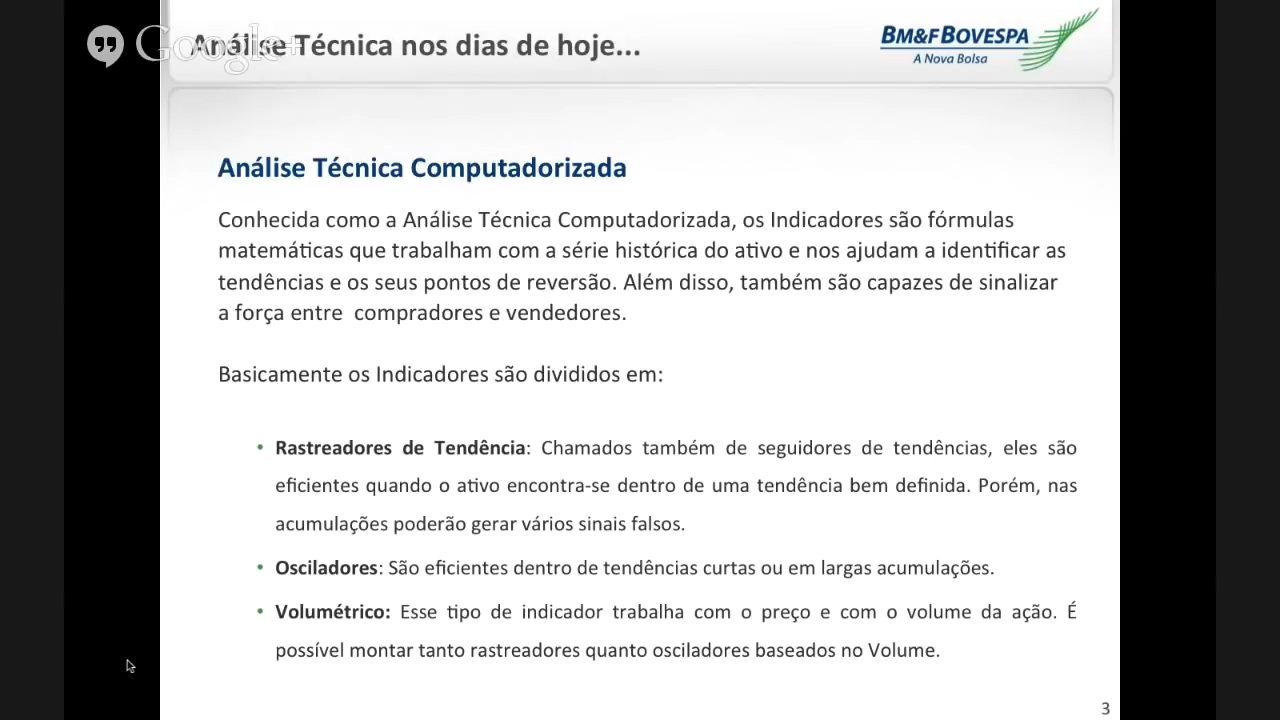 Google+
Análise Técnica nos dias de hoje...
BM&FBOVESPA
A Nova Bolsa
Análise Técnica Computadorizada
Conhecida como a Análise Técnica Computadorizada, os Indicadores são fórmulas
matemáticas que trabalham com a série histórica do ativo e nos ajudam a identificar as
tendências e os seus pontos de reversão. Além disso, também são capazes de sinalizar
a força entre compradores e vendedores.
Basicamente os Indicadores são divididos em:
• Rastreadores de Tendência: Chamados também de seguidores de tendências, eles são
eficientes quando o ativo encontra-se dentro de uma tendência bem definida. Porém, nas
acumulações poderão gerar vários sinais falsos.
• Osciladores: São eficientes dentro de tendências curtas ou em largas acumulações.
• Volumétrico: Esse tipo de indicador trabalha com o preço e com o volume da ação. É
possível montar tanto rastreadores quanto osciladores baseados no Volume.
3